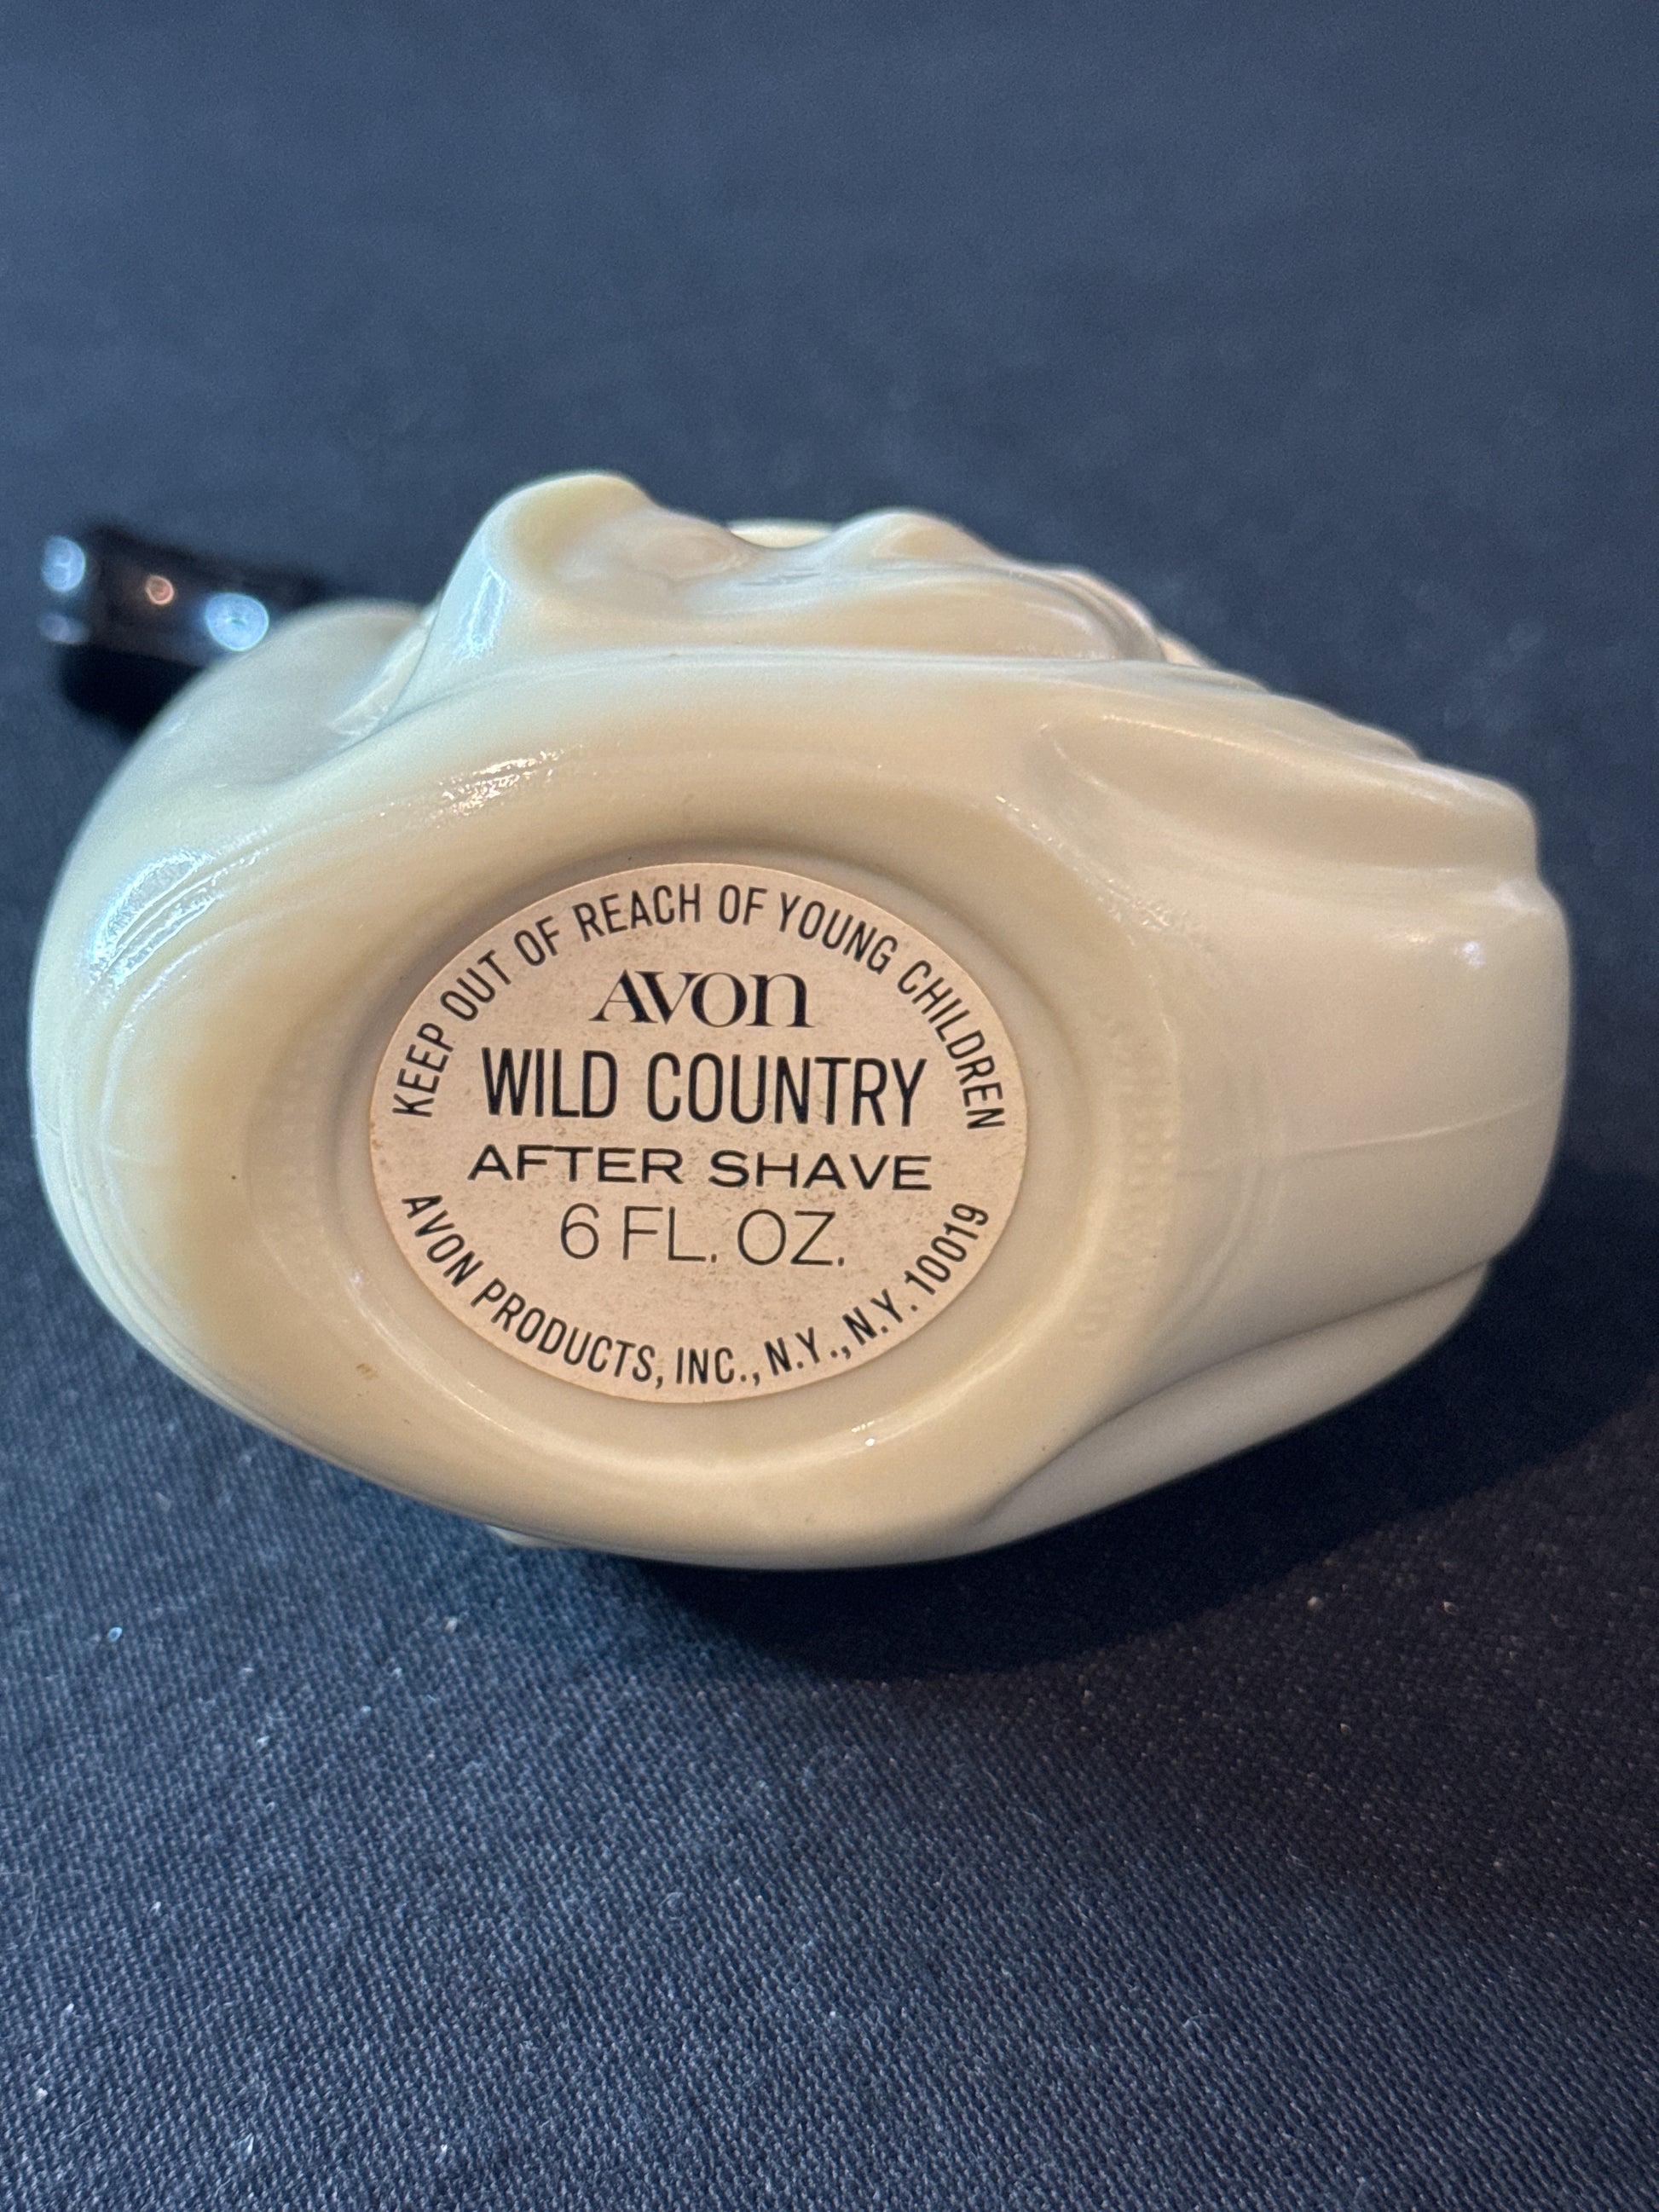 KEEP OUT OF REACH OF YOUNG CHILDREN
AVON
WILD COUNTRY
AFTER SHAVE
6 FL. OZ.
AVON PRODUCTS, INC., N.Y., N.Y. 10019